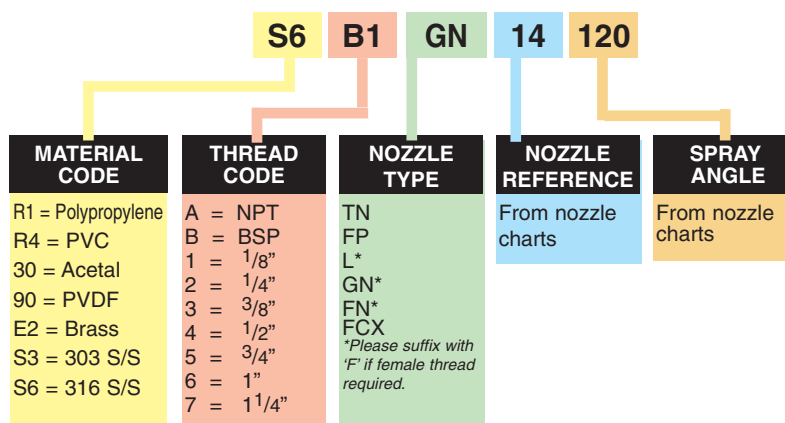 S6 B1 GN 14 120
MATERIAL
CODE
R1 = Polypropylene
R4 = PVC
30 = Acetal
90 = PVDF
E2 = Brass
S3 = 303 S/S
S6 = 316 S/S
THREAD
CODE
A = NPT
B = BSP
1 = 1/8”
2 = 1/4”
3 = 3/8”
4 = 1/2”
5 = 3/4”
6 = 1”
7 = 1 1/4”
NOZZLE
TYPE
TN
FP
L*
GN*
FN*
FCX
*Please suffix with
‘F’ if female thread
required.
NOZZLE
REFERENCE
From nozzle
charts
SPRAY
ANGLE
From nozzle
charts